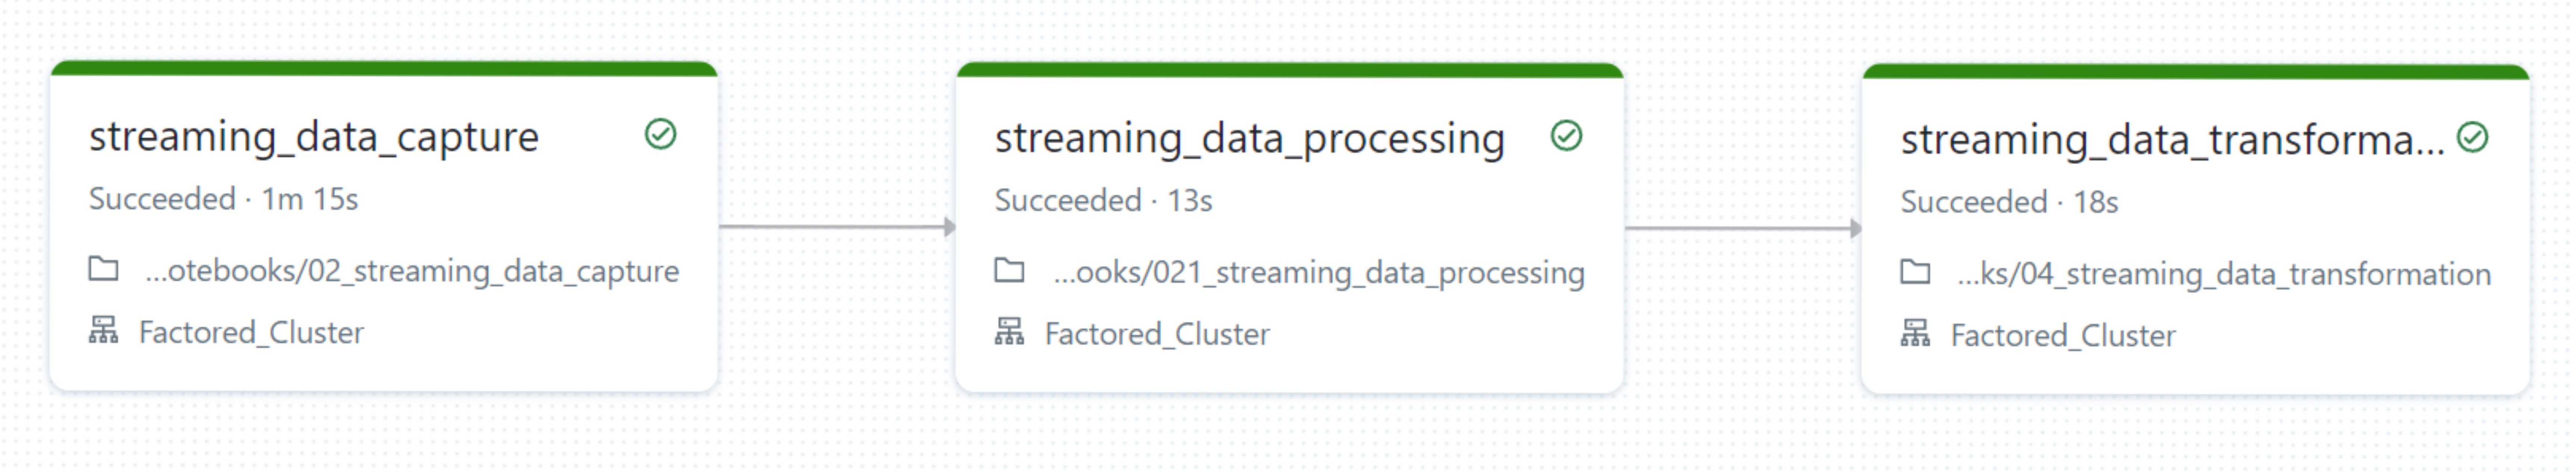 streaming_data_capture
Succeeded · 1m 15s
...otebooks/02_streaming_data_capture
Factored_Cluster
streaming_data_processing
Succeeded · 13s
...ooks/021_streaming_data_processing
Factored_Cluster
streaming_data_transforma...
Succeeded · 18s
...ks/04_streaming_data_transformation
Factored_Cluster